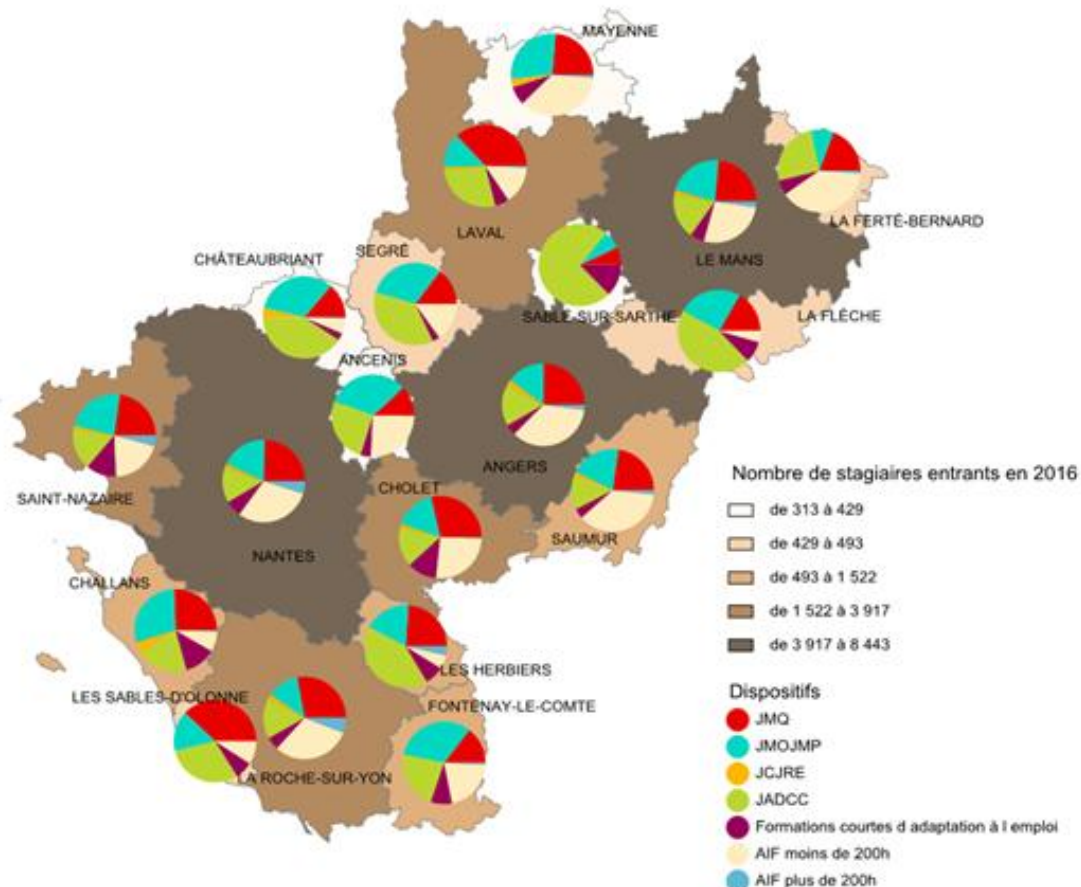 MAYENNE
LAVAL
LA FERTÉ-BERNARD
LE MANS
CHÂTEAUBRIANT
SEGRÉ
SABLÉ-SUR-SARTHE
LA FLÈCHE
ANCENIS
ANGERS
SAINT-NAZAIRE
CHOLET
SAUMUR
NANTES
CHALLANS
LES HERBIERS
LES SABLES-D'OLONNE
FONTENAY-LE-COMTE
LA ROCHE-SUR-YON
Nombre de stagiaires entrants en 2016
de 313 à 429
de 429 à 493
de 493 à 1 522
de 1 522 à 3 917
de 3 917 à 8 443
Dispositifs
JMQ
JMOJMP
JCJRE
JADCC
Formations courtes d adaptation à l emploi
AIF moins de 200h
AIF plus de 200h